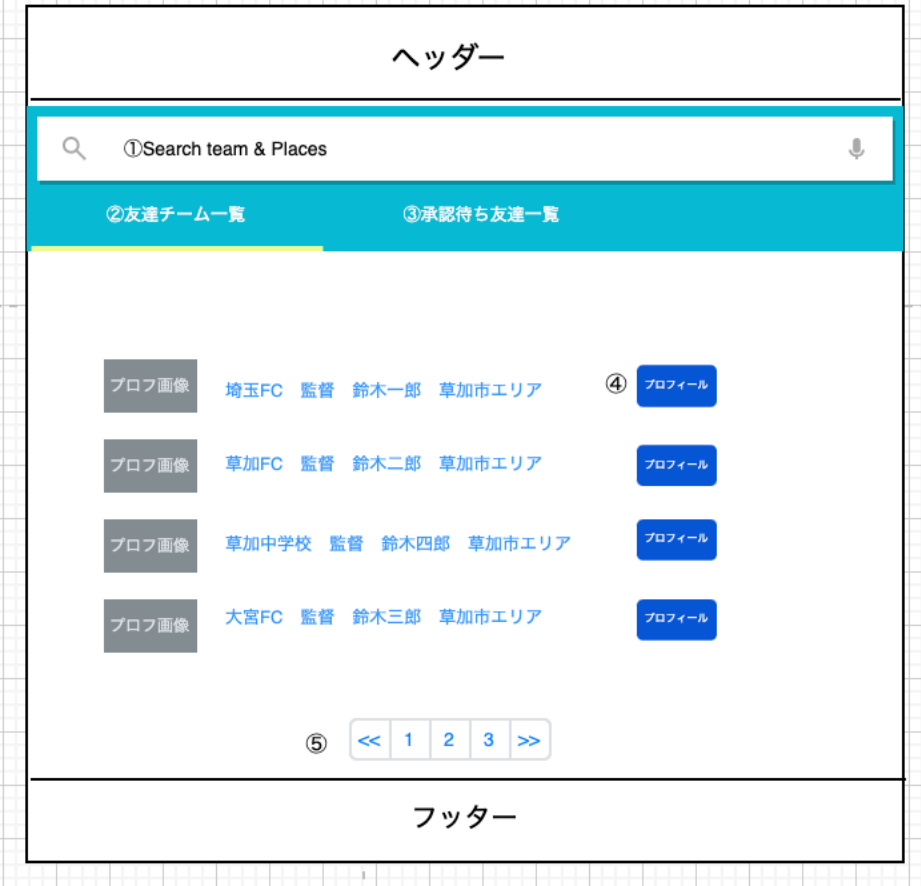 ヘッダー
①Search team & Places
②友達チーム一覧 ③承認待ち友達一覧
プロフ画像 埼玉FC 監督 鈴木一郎 草加市エリア ④ プロフィール
プロフ画像 草加FC 監督 鈴木二郎 草加市エリア プロフィール
プロフ画像 草加中学校 監督 鈴木四郎 草加市エリア プロフィール
プロフ画像 大宮FC 監督 鈴木三郎 草加市エリア プロフィール
⑤ << 1 2 3 >>
フッター